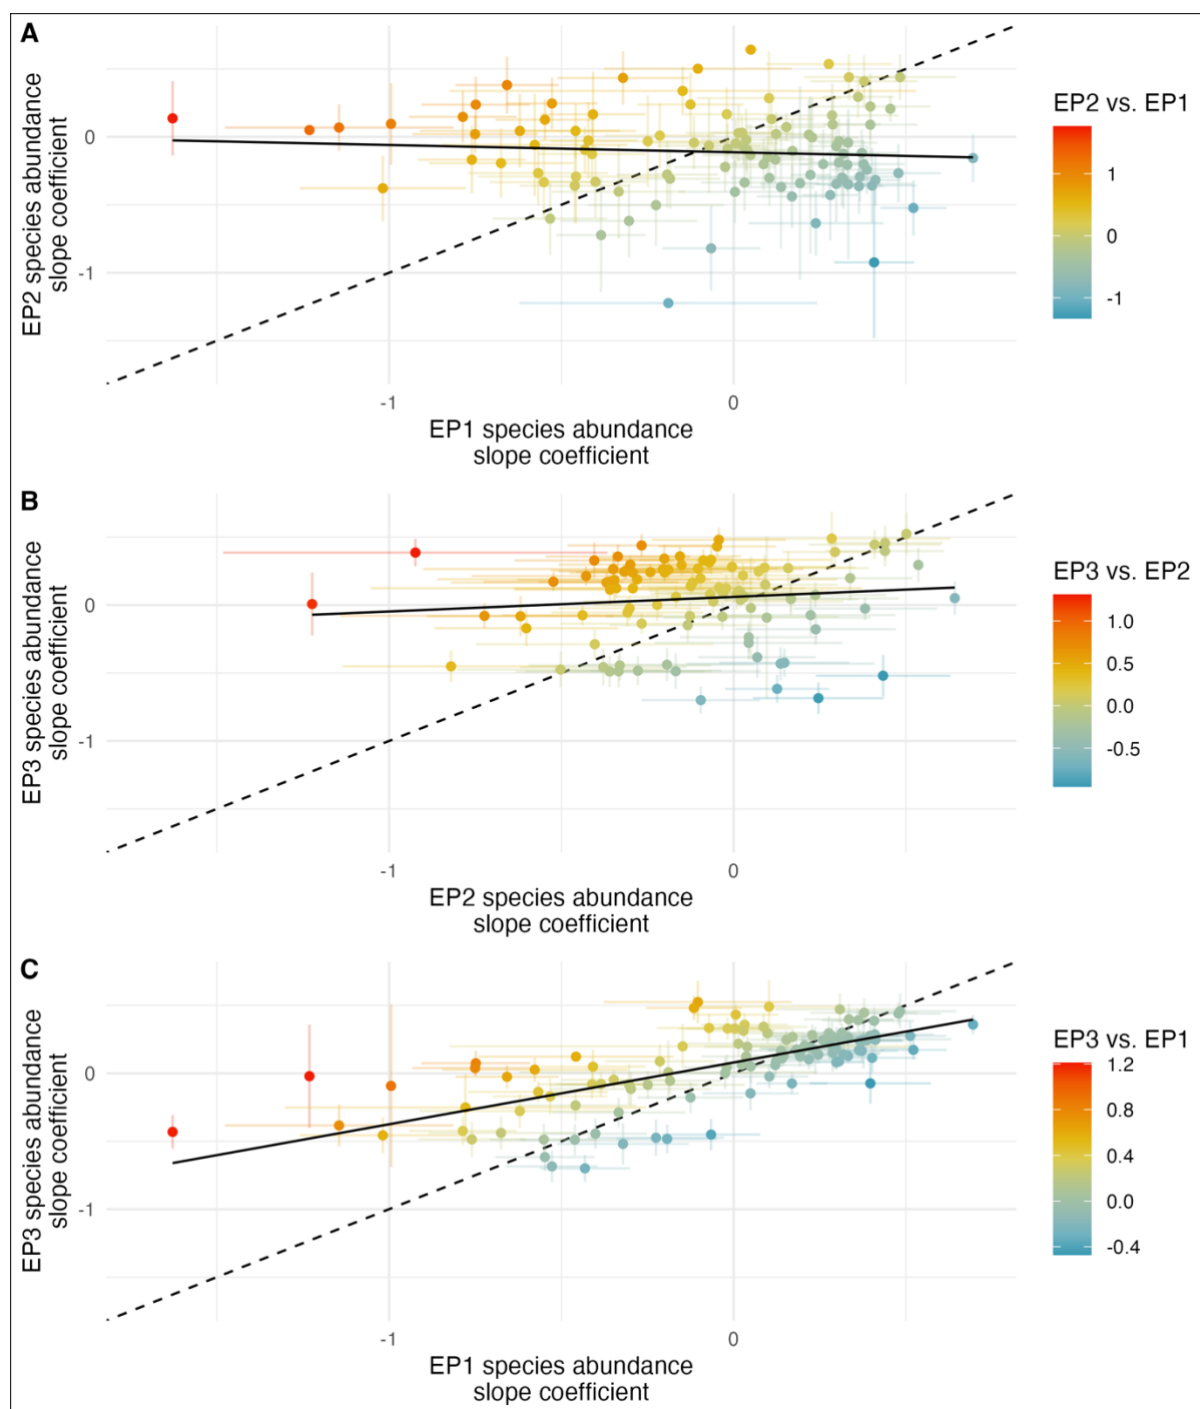 A
EP2 species abundance
slope coefficient
0
-1
-1
0
EP1 species abundance
slope coefficient
EP2 vs. EP1
1
0
-1
B
EP3 species abundance
slope coefficient
0
-1
-1
0
EP2 species abundance
slope coefficient
EP3 vs. EP2
1.0
0.5
0.0
-0.5
C
EP3 species abundance
slope coefficient
0
-1
-1
0
EP1 species abundance
slope coefficient
EP3 vs. EP1
1.2
0.8
0.4
0.0
-0.4